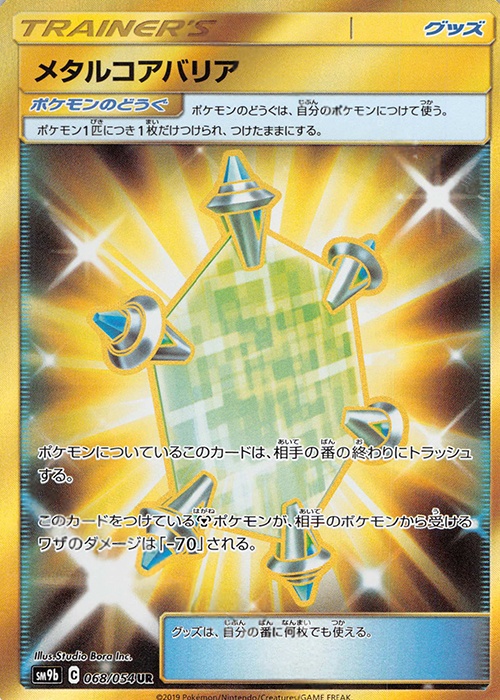 TRAINER'S
グッズ
メタルコアバリア
ポケモンのどうぐ
ポケモンのどうぐは、自分のポケモンにつけて使う。
ポケモン1匹につき1枚だけつけられ、つけたままにする。
ポケモンについているこのカードは、相手の番の終わりにトラッシュ
する。
このカードをつけているポケモンが、相手のポケモンから受ける
ワザのダメージは「-70」される。
グッズは、自分の番に何枚でも使える。
Illus.Studio Bora Inc.
SM9b C 068/054 UR
©2019 Pokémon/Nintendo/Creatures/GAME FREAK